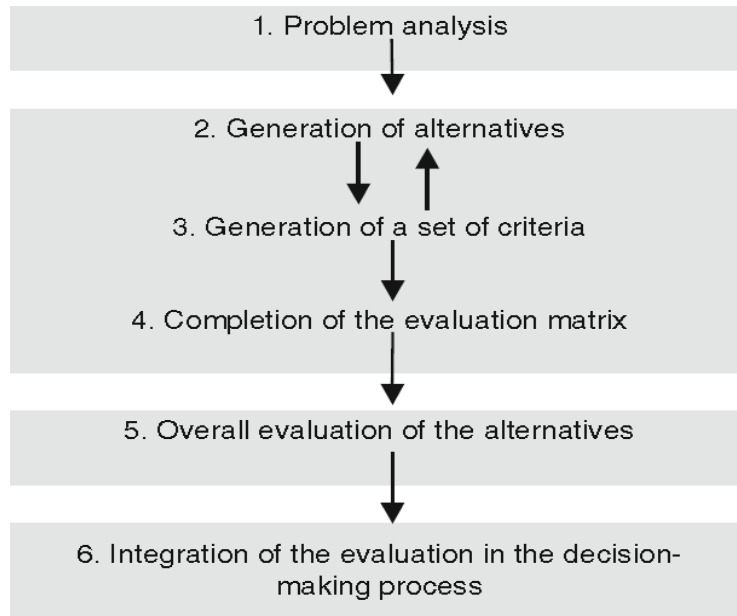 1. Problem analysis
2. Generation of alternatives
3. Generation of a set of criteria
4. Completion of the evaluation matrix
5. Overall evaluation of the alternatives
6. Integration of the evaluation in the decision-
making process